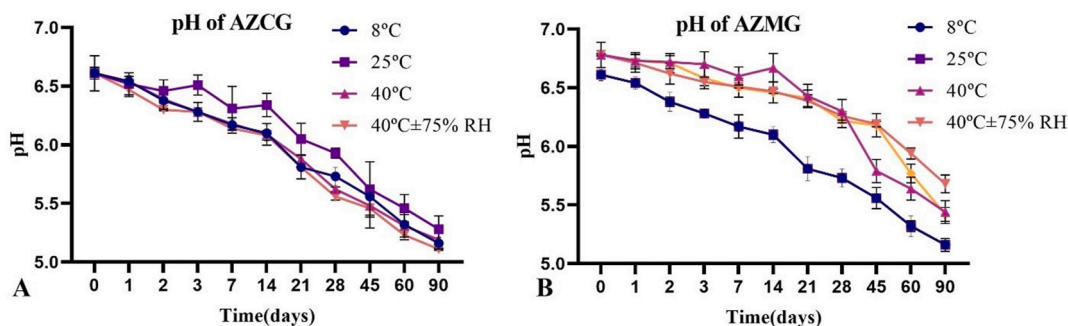 pH of AZCG
8ºC
25ºC
40ºC
40ºC±75% RH
pH
7.0
6.5
6.0
5.5
5.0
0 1 2 3 7 14 21 28 45 60 90
Time(days)
A
pH of AZMG
8ºC
25ºC
40ºC
40ºC±75% RH
pH
7.0
6.5
6.0
5.5
5.0
0 1 2 3 7 14 21 28 45 60 90
Time(days)
B